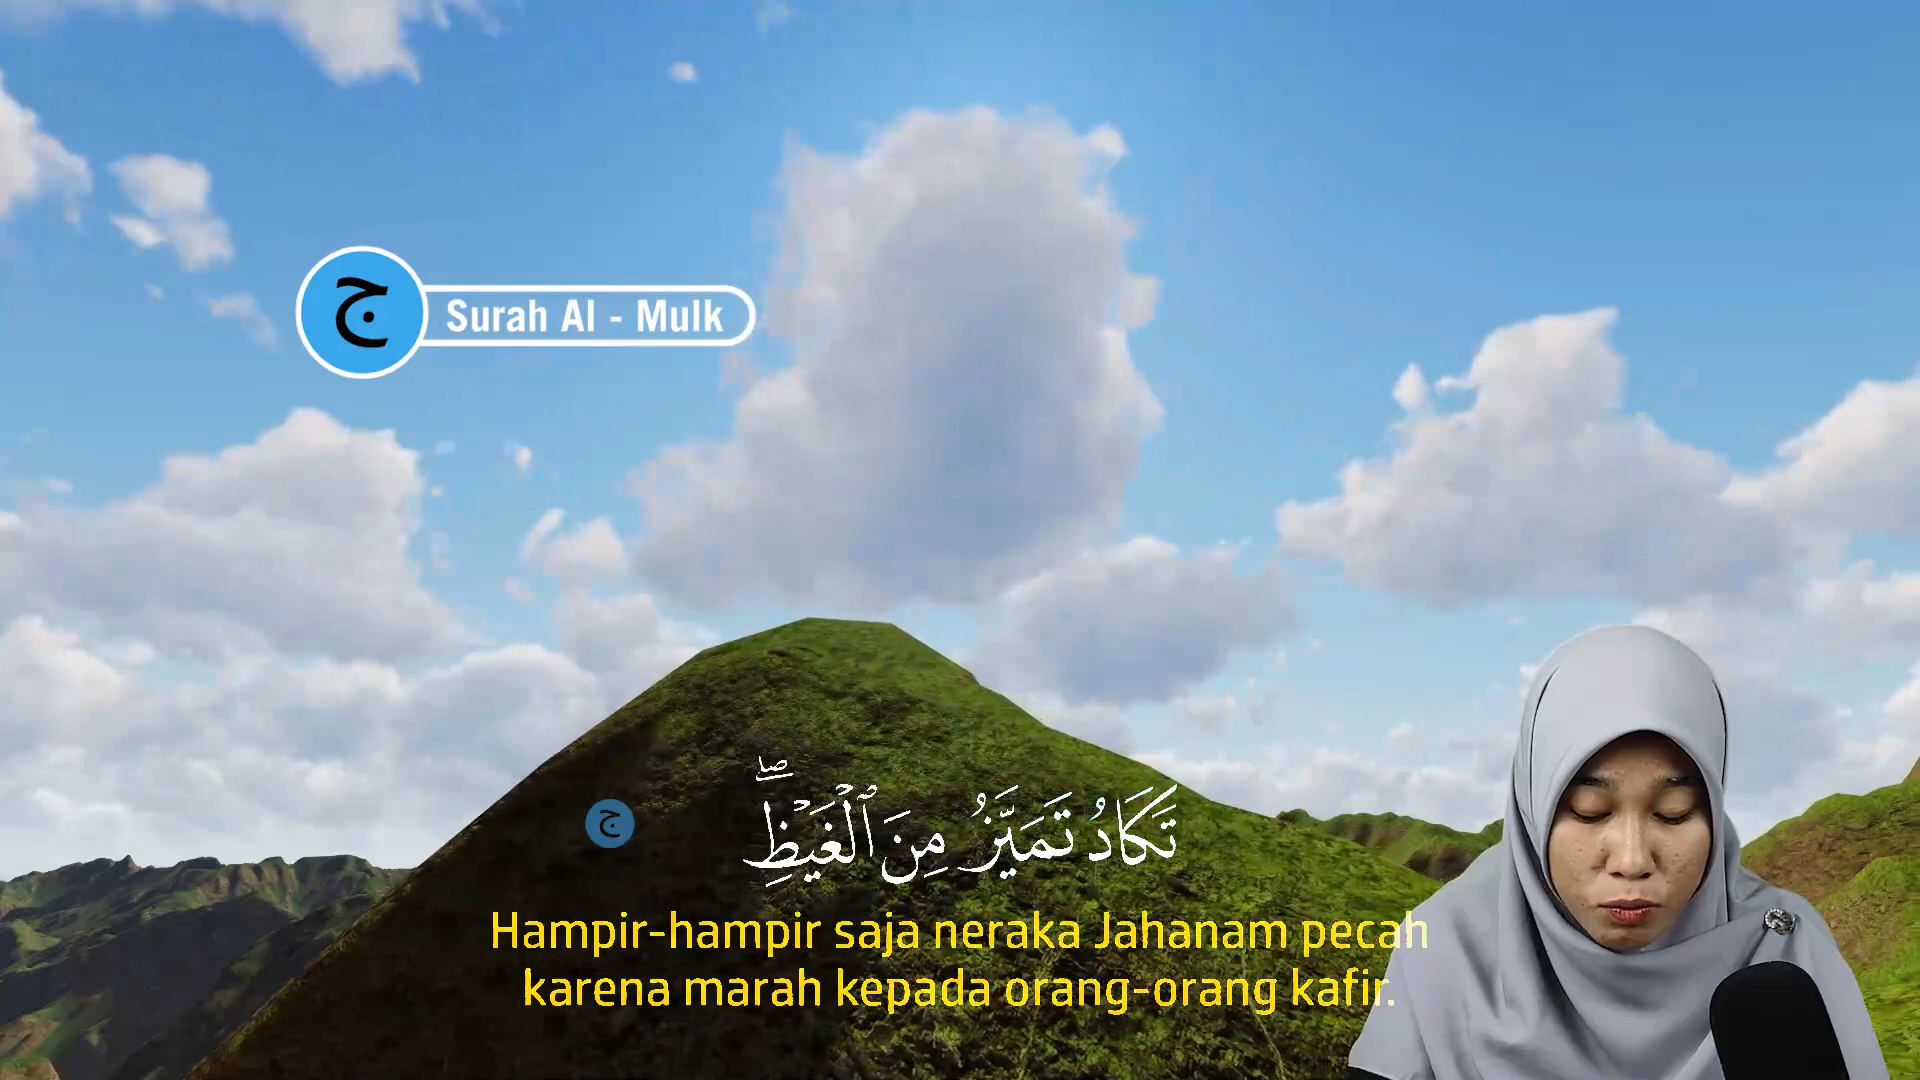 ج
Surah Al - Mulk
تَكَادُ تَمَيَّزُ مِنَ ٱلْغَيْظِۖ
ج
Hampir-hampir saja neraka Jahanam pecah
karena marah kepada orang-orang kafir.